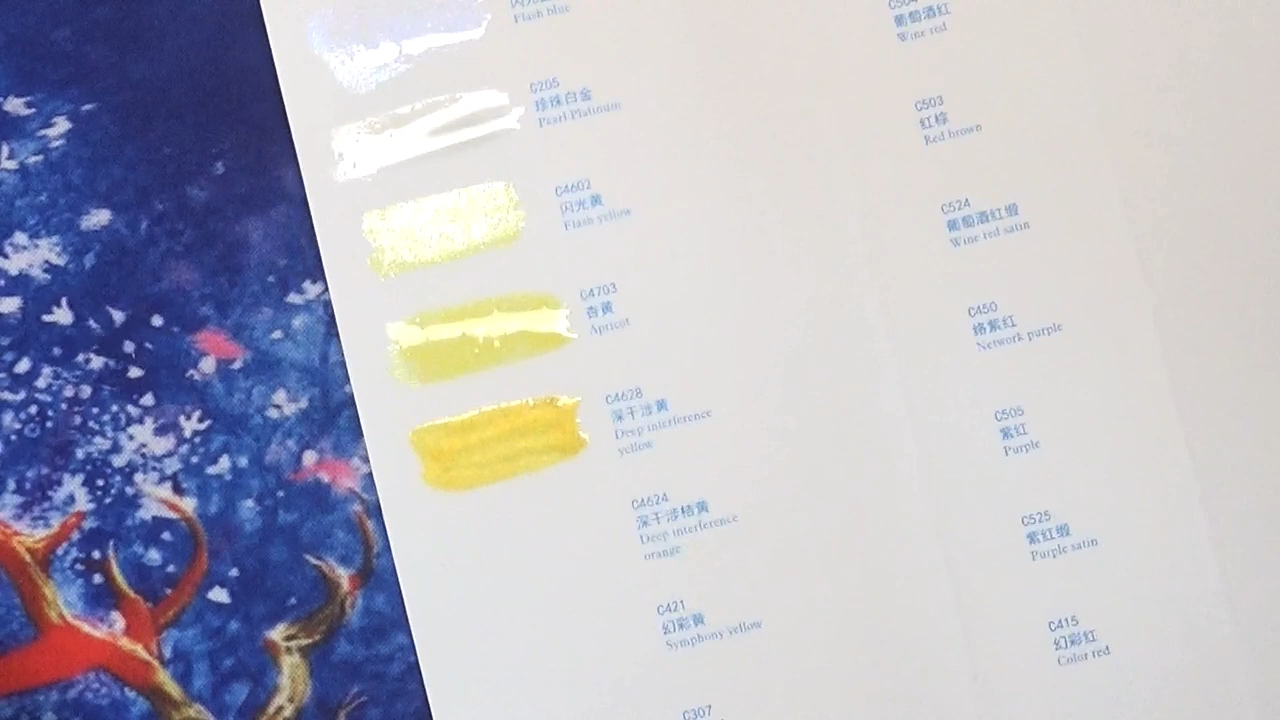 Flash blue
C205
珍珠白金
Pearl Platinum
C4602
闪光黄
Flash yellow
C4703
杏黄
Apricot
C4628
深干涉黄
Deep interference
yellow
C4624
深干涉桔黄
Deep interference
orange
C421
幻彩黄
Symphony yellow
C307
C504
葡萄酒红
Wine red
C503
红棕
Red brown
C524
葡萄酒红缎
Wine red satin
C450
络紫红
Network purple
C505
紫红
Purple
C525
紫红缎
Purple satin
C415
幻彩红
Color red